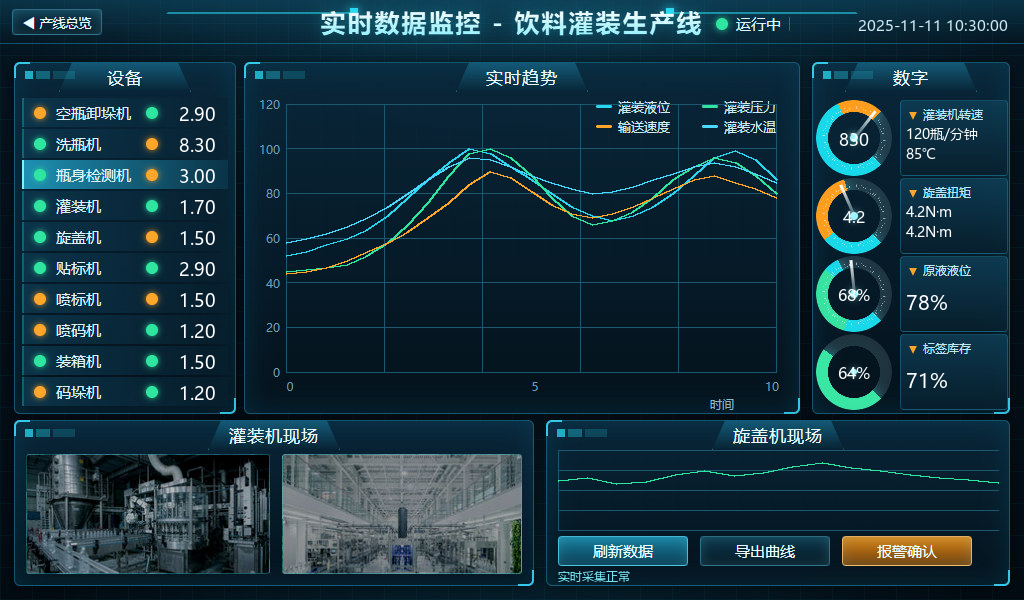 ◀ 产线总览
实时数据监控 - 饮料灌装生产线
运行中
2025-11-11 10:30:00
设备
空瓶卸垛机 2.90
洗瓶机 8.30
瓶身检测机 3.00
灌装机 1.70
旋盖机 1.50
贴标机 2.90
喷标机 1.50
喷码机 1.20
装箱机 1.50
码垛机 1.20
实时趋势
灌装液位 灌装压力
输送速度 灌装水温
120
100
80
60
40
20
0
0 5 10
时间
数字
830
▼ 灌装机转速
120瓶/分钟
85℃
4.2
▼ 旋盖扭矩
4.2N·m
4.2N·m
68%
▼ 原液液位
78%
64%
▼ 标签库存
71%
灌装机现场
旋盖机现场
刷新数据 导出曲线 报警确认
实时采集正常